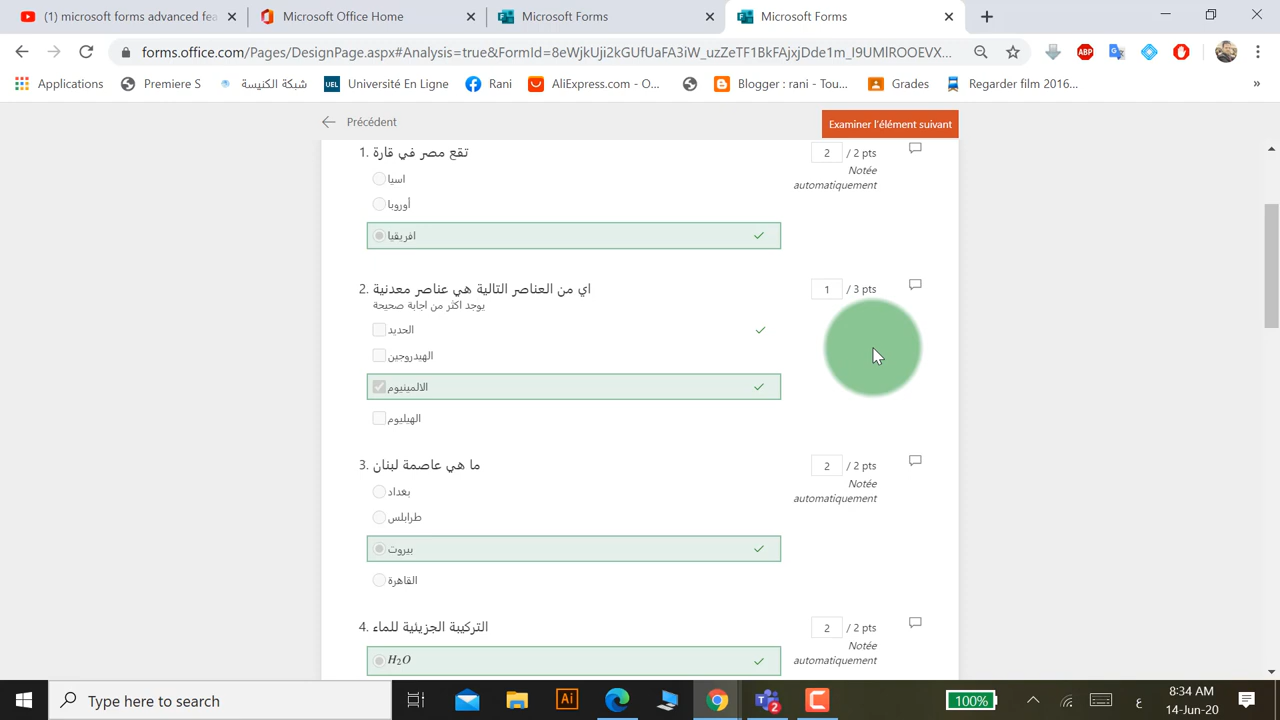 (1) microsoft forms advanced fea
Microsoft Office Home
Microsoft Forms
Microsoft Forms
forms.office.com/Pages/DesignPage.aspx#Analysis=true&FormId=8eWjkUji2kGUfUaFA3iW_uzZeTF1BkFAjxjDde1m_I9UMIROOEVX...
Applications
Premiere S
شبكة الكنيسة
UEL
Université En Ligne
Rani
AliExpress.com - O...
Blogger : rani - Tou...
Grades
Regarder film 2016...
»
Précédent
Examiner l'élément suivant
1. تقع مصر في قارة
2 / 2 pts
Notée
automatiquement
اسيا
أوروبا
افريقيا
2. اي من العناصر التالية هي عناصر معدنية
1 / 3 pts
يوجد اكثر من اجابة صحيحة
الحديد
الهيدروجين
الالمينيوم
الهيليوم
3. ما هي عاصمة لبنان
2 / 2 pts
Notée
automatiquement
بغداد
طرابلس
بيروت
القاهرة
4. التركيبة الجزيئية للماء
2 / 2 pts
Notée
automatiquement
H₂O
Type here to search
Ai
2
100%
ع
8:34 AM
14-Jun-20